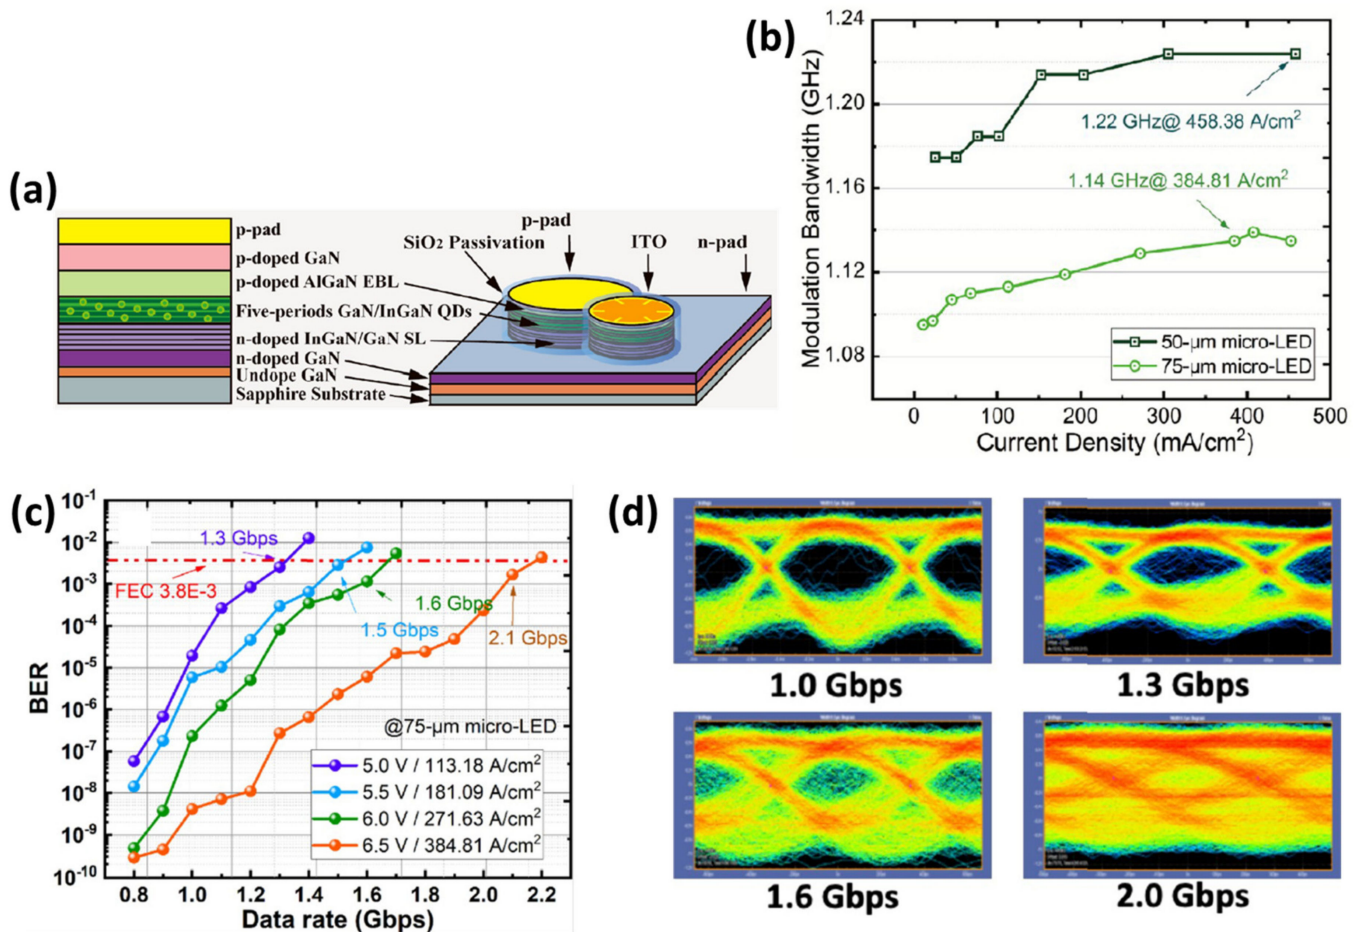 (a)
p-pad
p-doped GaN
p-doped AlGaN EBL
Five-periods GaN/InGaN QDs
n-doped InGaN/GaN SL
n-doped GaN
Undope GaN
Sapphire Substrate
SiO2 Passivation
p-pad
ITO
n-pad
(b)
Modulation Bandwidth (GHz)
1.24
1.20
1.16
1.12
1.08
1.22 GHz@ 458.38 A/cm2
1.14 GHz@ 384.81 A/cm2
50-μm micro-LED
75-μm micro-LED
0 100 200 300 400 500
Current Density (mA/cm2)
(c)
BER
10-1
10-2
10-3
10-4
10-5
10-6
10-7
10-8
10-9
10-10
1.3 Gbps
FEC 3.8E-3
1.6 Gbps
1.5 Gbps
2.1 Gbps
@75-μm micro-LED
5.0 V / 113.18 A/cm2
5.5 V / 181.09 A/cm2
6.0 V / 271.63 A/cm2
6.5 V / 384.81 A/cm2
0.8 1.0 1.2 1.4 1.6 1.8 2.0 2.2
Data rate (Gbps)
(d)
1.0 Gbps
1.3 Gbps
1.6 Gbps
2.0 Gbps